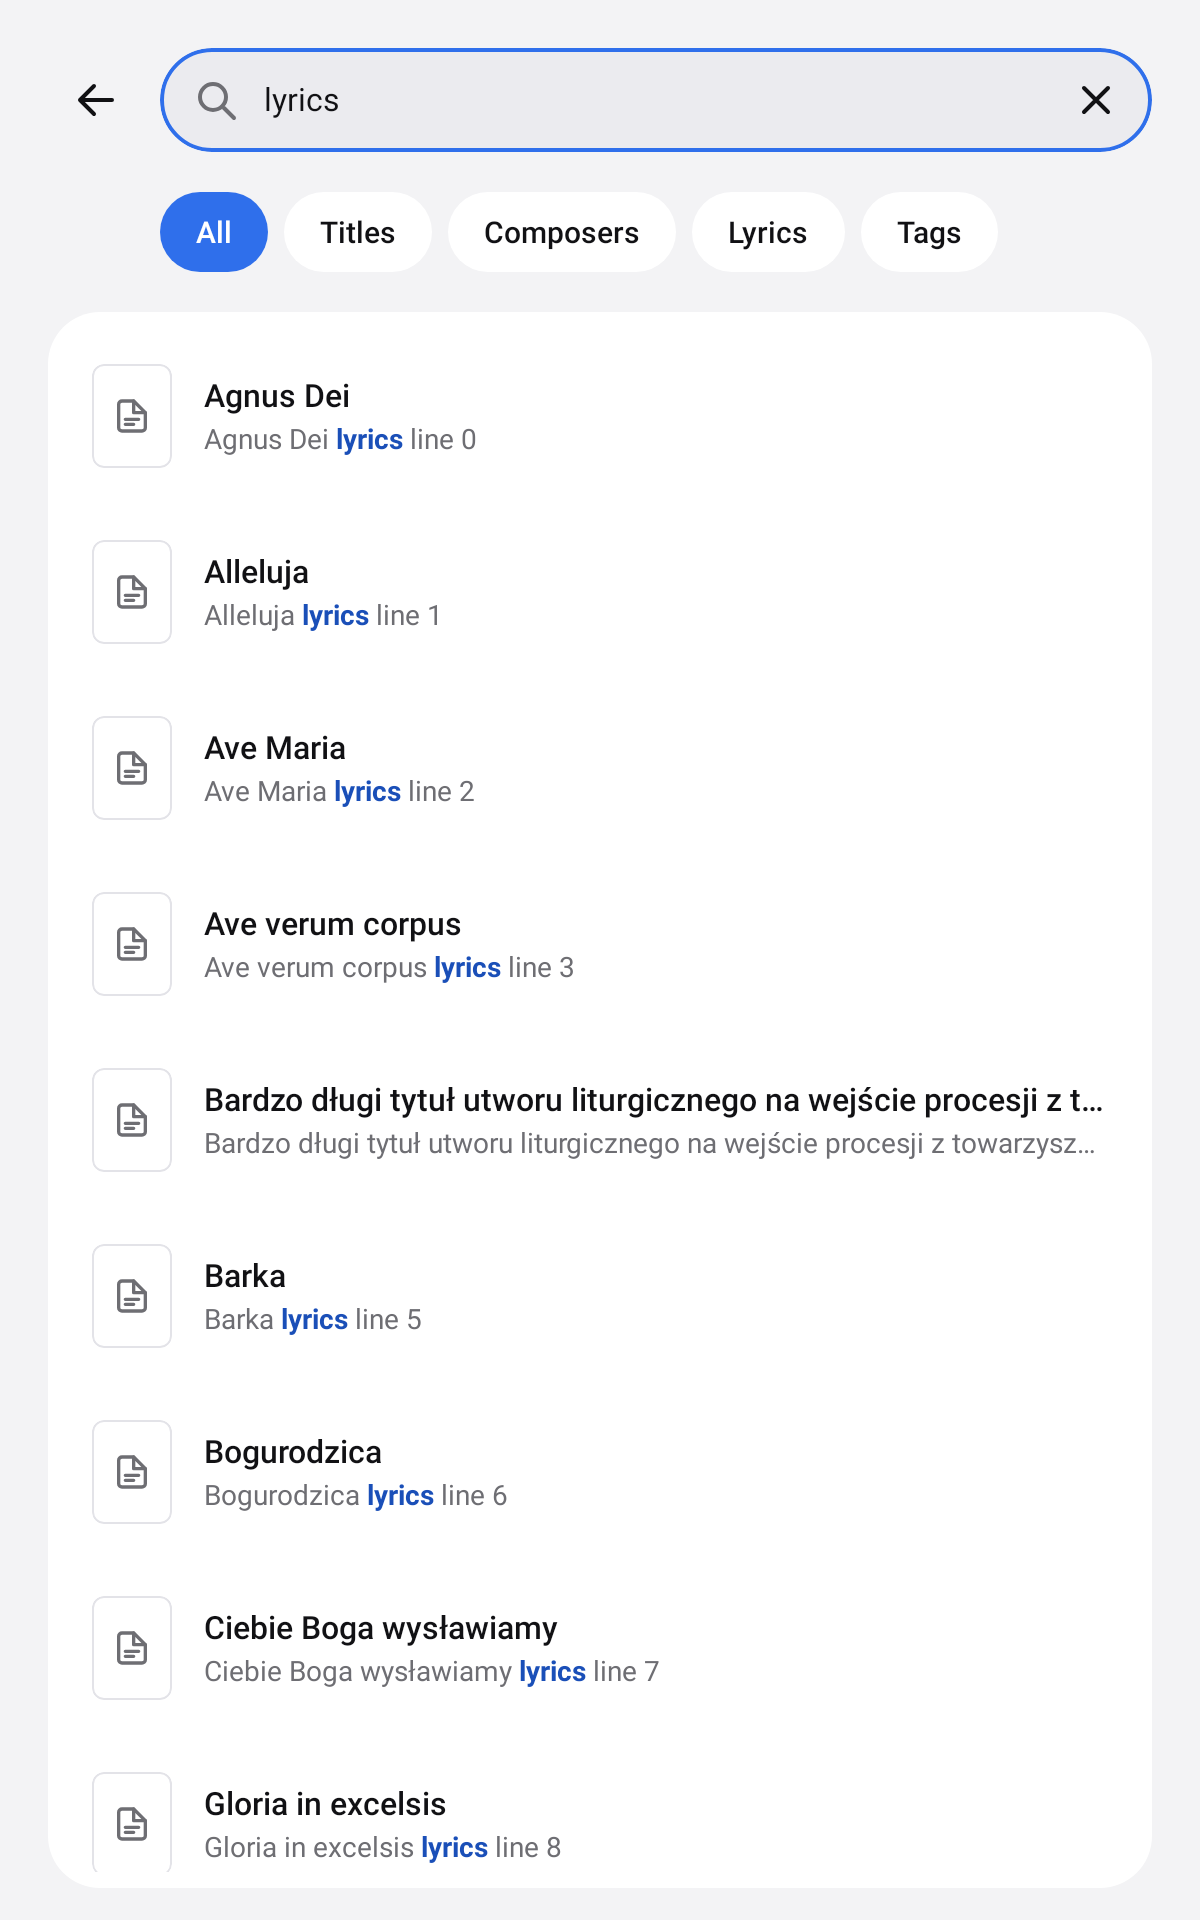 lyrics
All Titles Composers Lyrics Tags
Agnus Dei
Agnus Dei lyrics line 0
Alleluja
Alleluja lyrics line 1
Ave Maria
Ave Maria lyrics line 2
Ave verum corpus
Ave verum corpus lyrics line 3
Bardzo długi tytuł utworu liturgicznego na wejście procesji z t...
Bardzo długi tytuł utworu liturgicznego na wejście procesji z towarzysz...
Barka
Barka lyrics line 5
Bogurodzica
Bogurodzica lyrics line 6
Ciebie Boga wysławiamy
Ciebie Boga wysławiamy lyrics line 7
Gloria in excelsis
Gloria in excelsis lyrics line 8